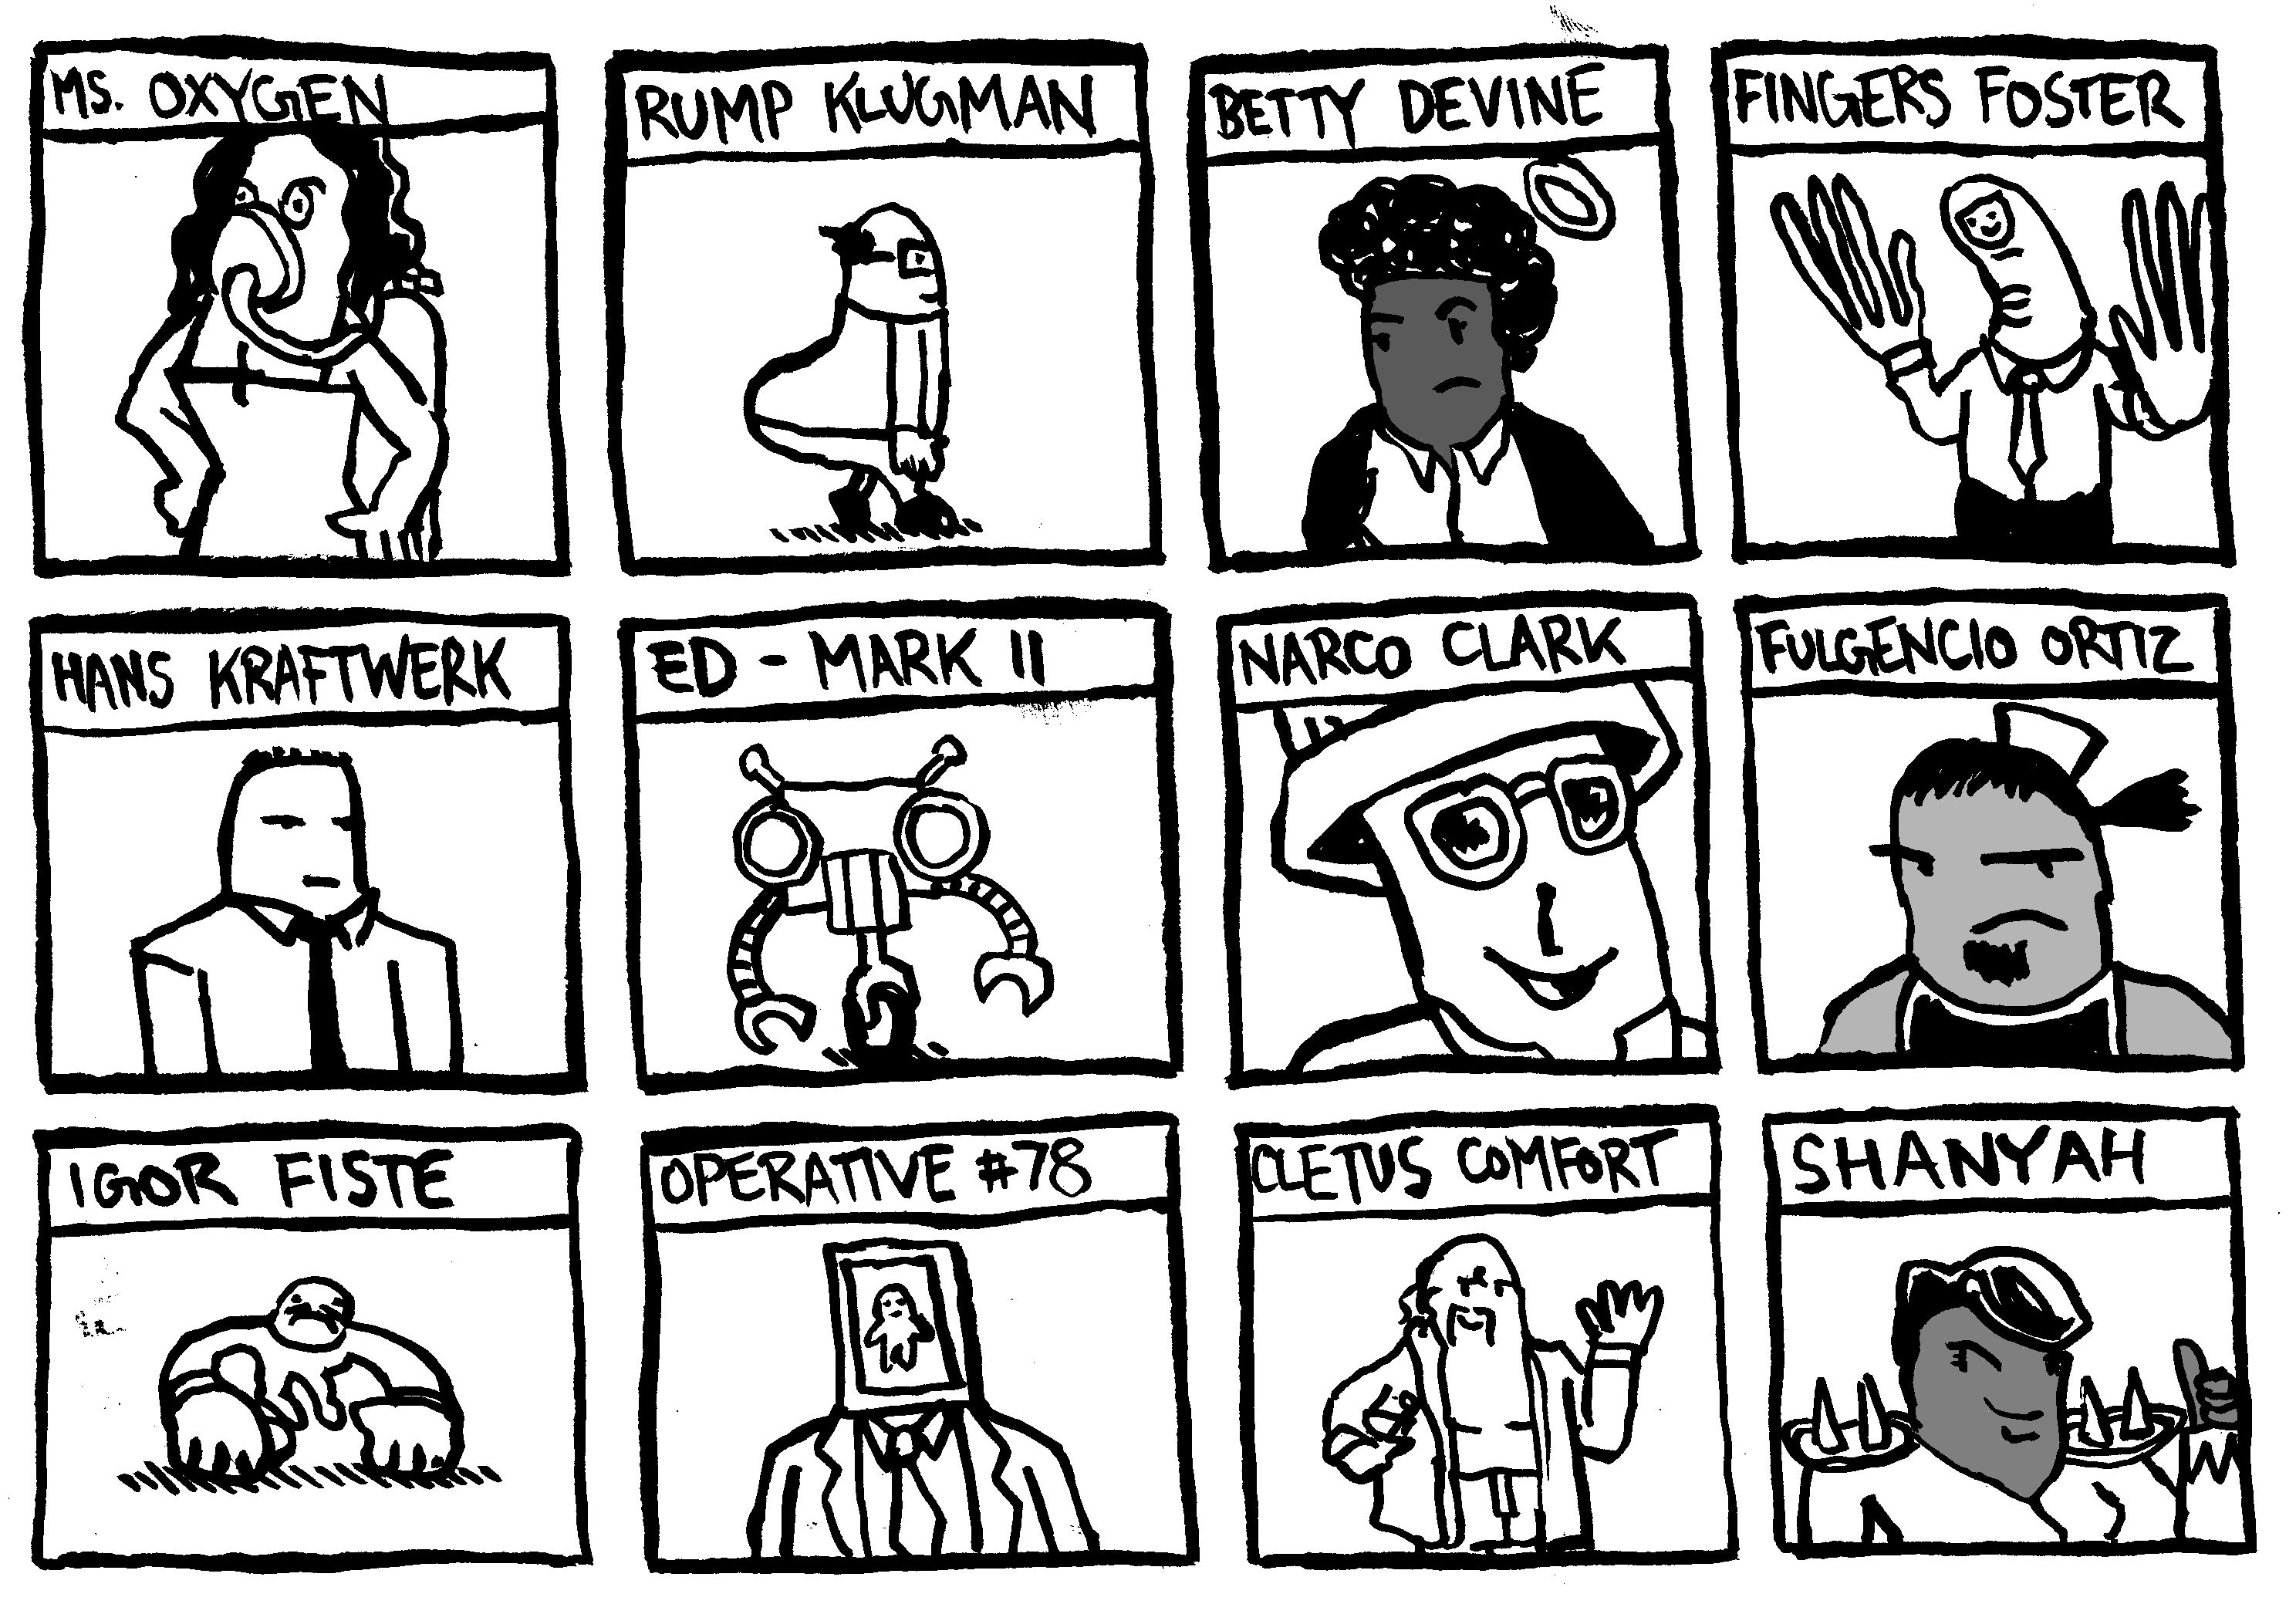 MS. OXYGEN
RUMP KLUGMAN
BETTY DEVINE
FINGERS FOSTER
HANS KRAFTWERK
ED - MARK II
NARCO CLARK
FULGENCIO ORTIZ
IGOR FISTE
OPERATIVE #78
CLETUS COMFORT
SHANYAH